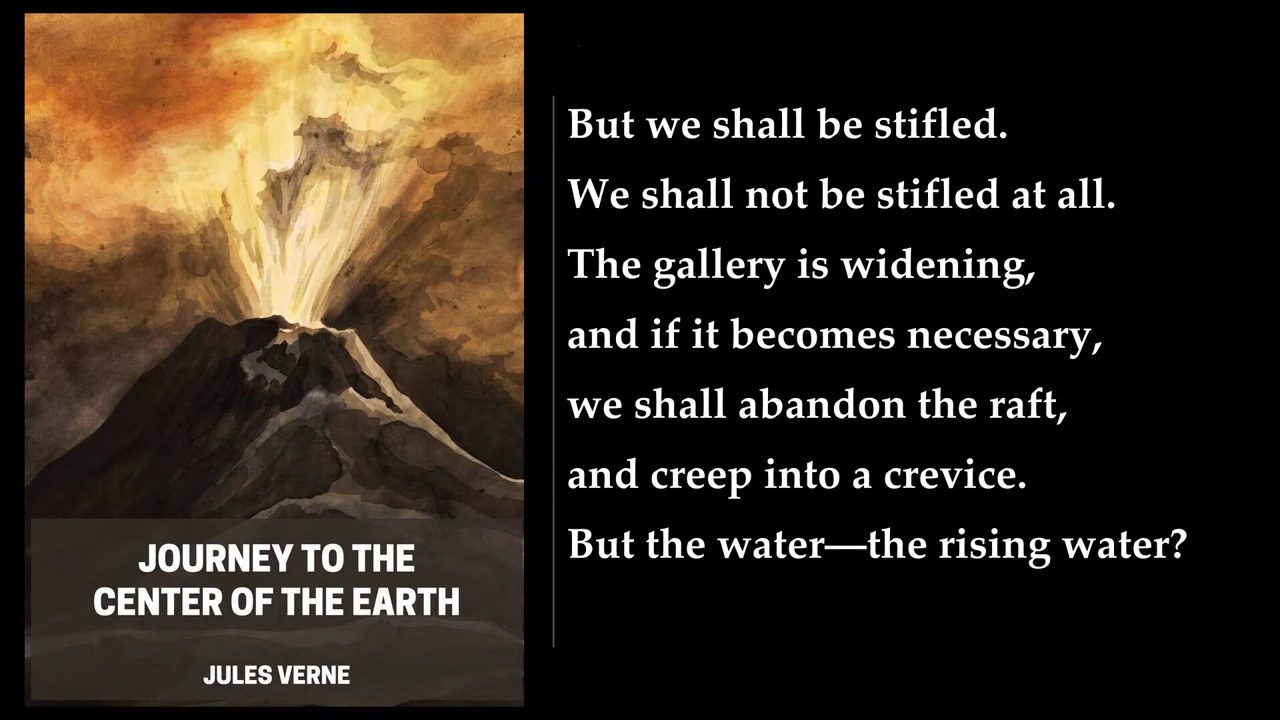 JOURNEY TO THE
CENTER OF THE EARTH
JULES VERNE
But we shall be stifled.
We shall not be stifled at all.
The gallery is widening,
and if it becomes necessary,
we shall abandon the raft,
and creep into a crevice.
But the water—the rising water?